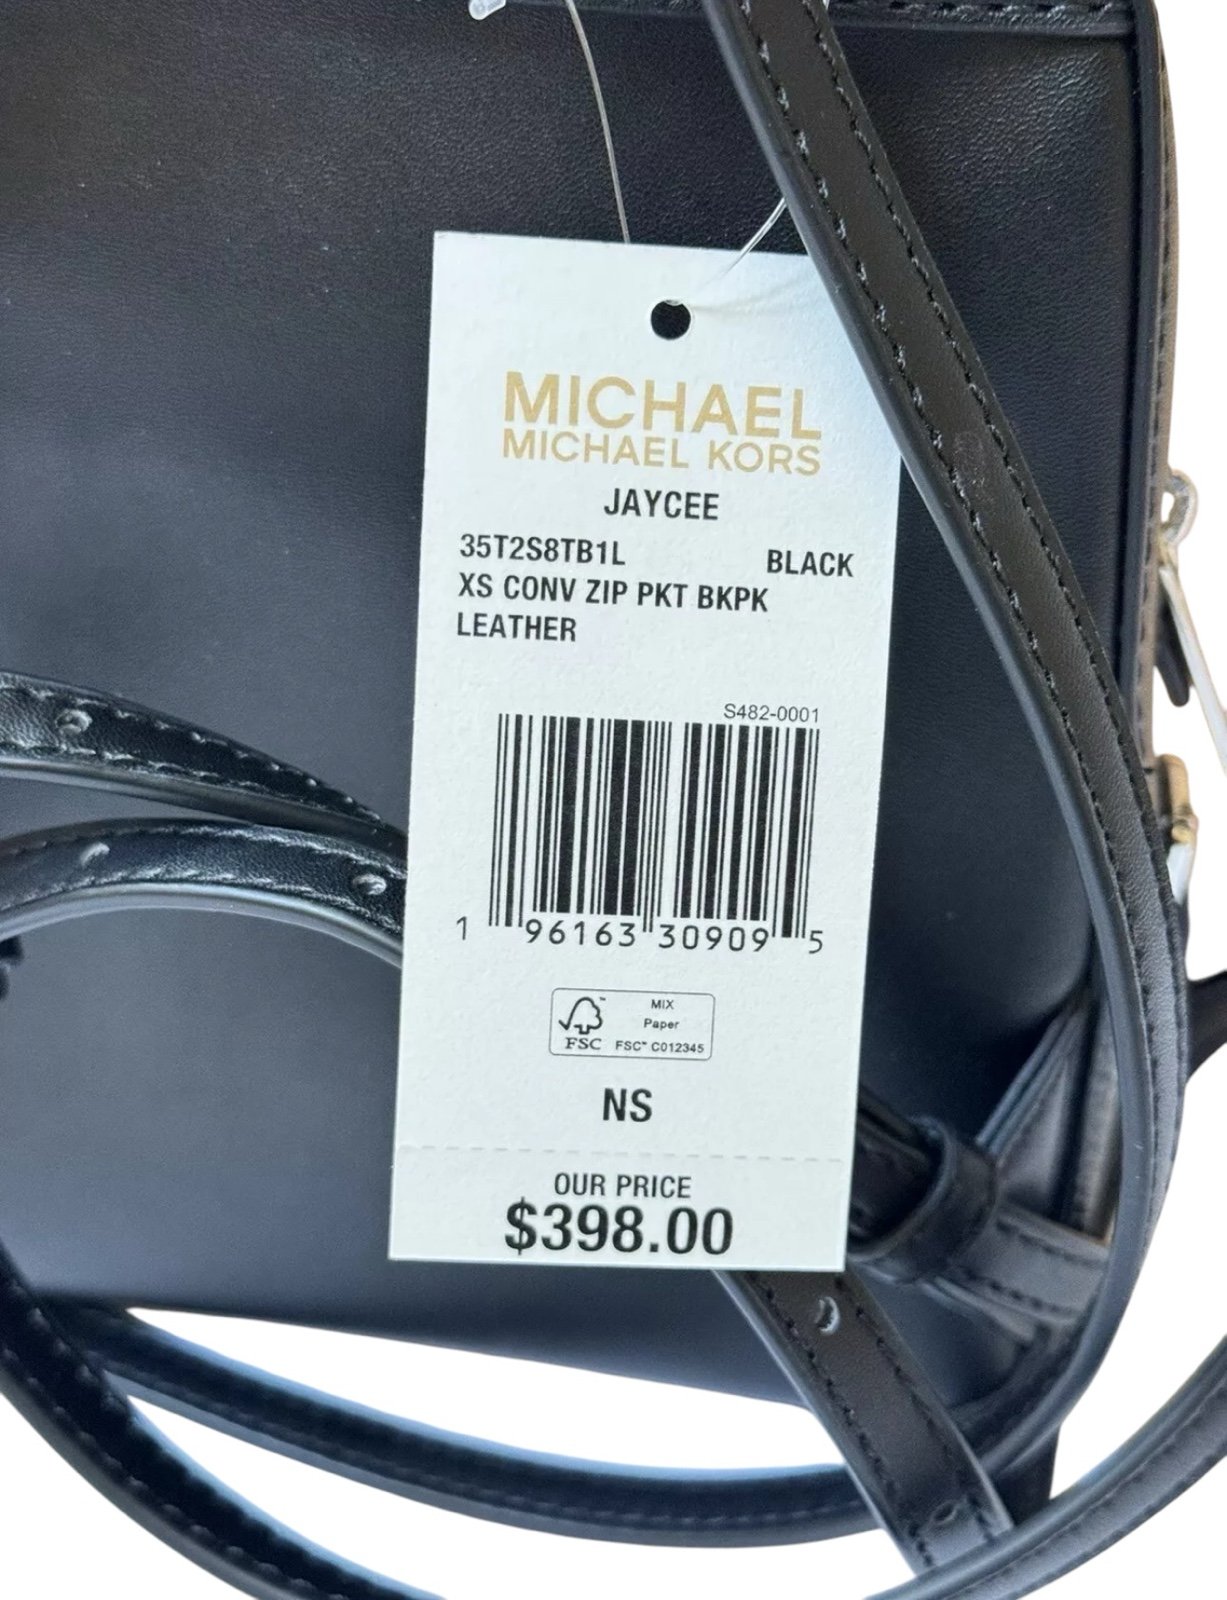 MICHAEL
MICHAEL KORS
JAYCEE
35T2S8TB1L BLACK
XS CONV ZIP PKT BKPK
LEATHER
S482-0001
1 96163 30909 5
FSC
MIX
Paper
FSC™ C012345
NS
OUR PRICE
$398.00